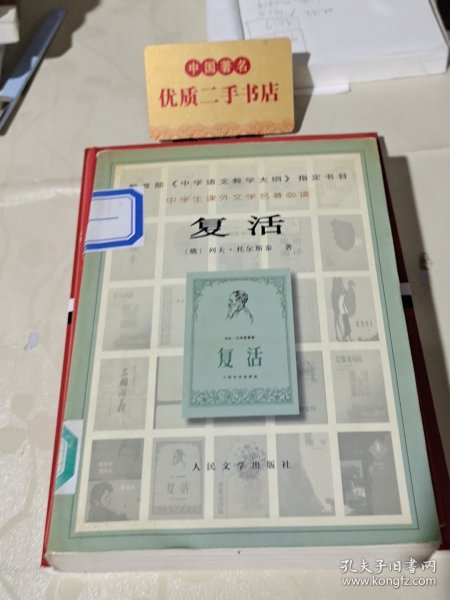 中国著名
优质二手书店
教育部《中学语文教学大纲》指定书目
中学生课外文学名著必读
复活
〔俄〕列夫·托尔斯泰 著
复活
人民文学出版社
复活
孔夫子旧书网
www.kongfz.com